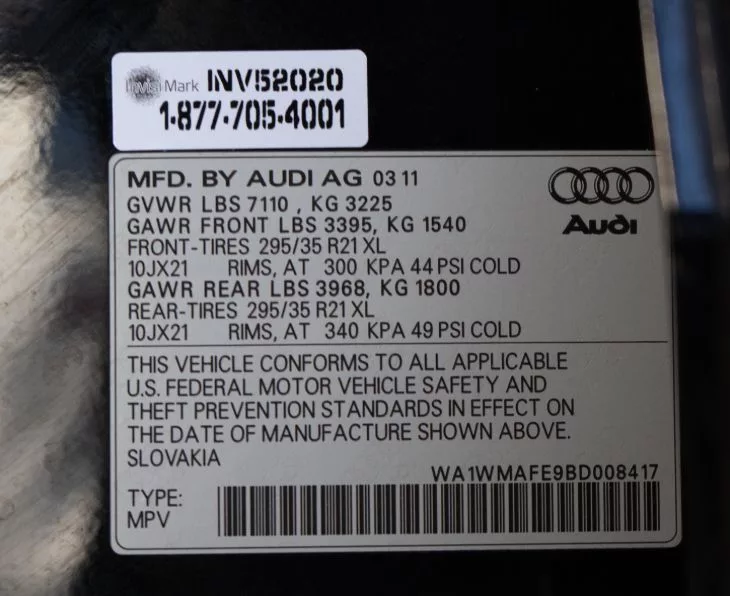 InvisiMark INV52020
1-877-705-4001
MFD. BY AUDI AG 03 11
GVWR LBS 7110 , KG 3225
GAWR FRONT LBS 3395, KG 1540
FRONT-TIRES 295/35 R21 XL
10JX21 RIMS, AT 300 KPA 44 PSI COLD
GAWR REAR LBS 3968, KG 1800
REAR-TIRES 295/35 R21 XL
10JX21 RIMS, AT 340 KPA 49 PSI COLD
Audi
THIS VEHICLE CONFORMS TO ALL APPLICABLE
U.S. FEDERAL MOTOR VEHICLE SAFETY AND
THEFT PREVENTION STANDARDS IN EFFECT ON
THE DATE OF MANUFACTURE SHOWN ABOVE.
SLOVAKIA
WA1WMAFE9BD008417
TYPE:
MPV